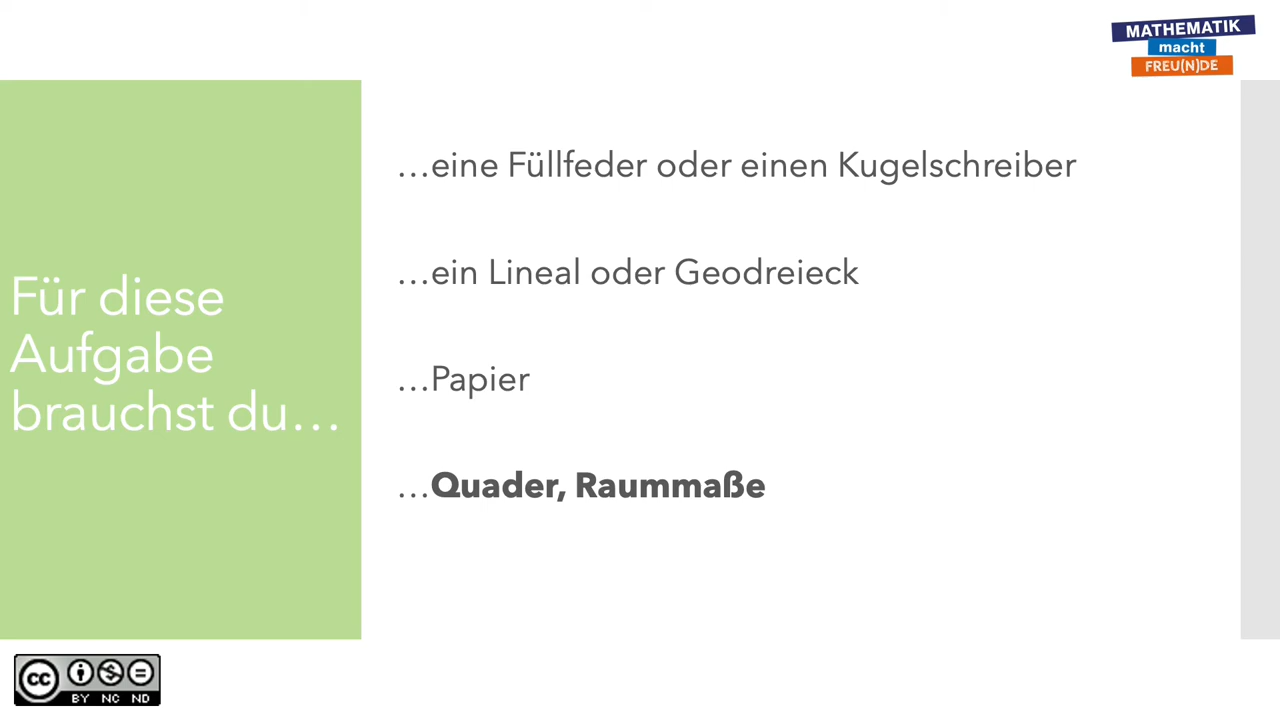 MATHEMATIK
macht
FREU(N)DE
Für diese
Aufgabe
brauchst du...
...eine Füllfeder oder einen Kugelschreiber
...ein Lineal oder Geodreieck
...Papier
...Quader, Raummaße
cc
BY NC ND